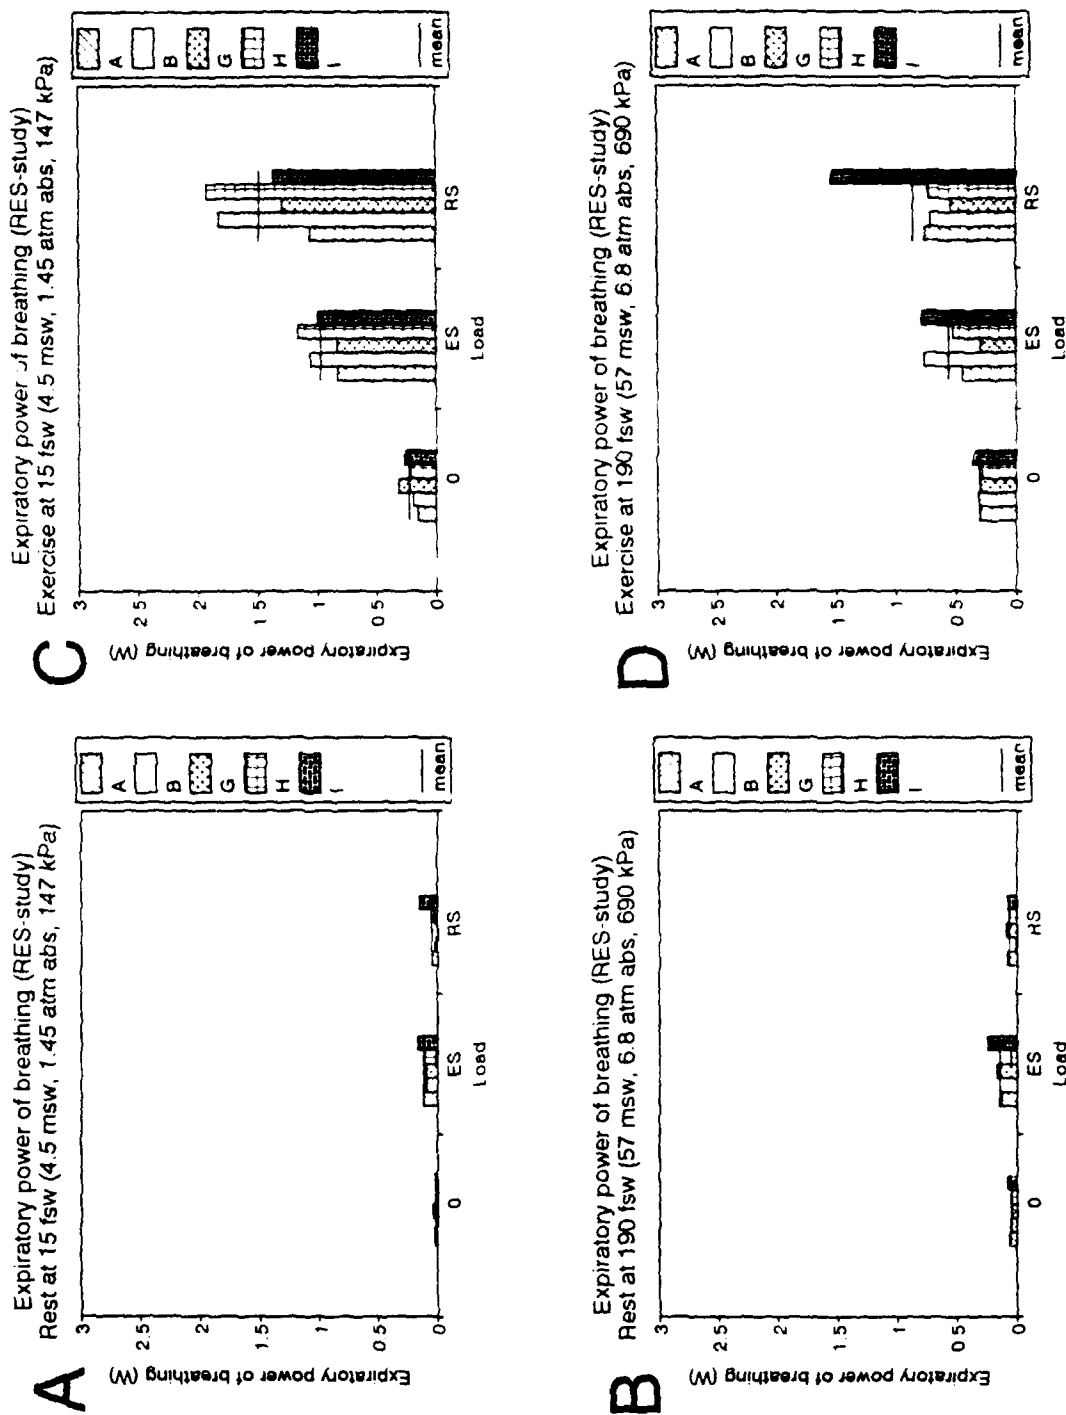 A
Expiratory power of breathing (RES-study)
Rest at 15 fsw (4.5 msw, 1.45 atm abs, 147 kPa)
Expiratory power of breathing (W)
3
2.5
2
1.5
1
0.5
0
0
ES
RS
Load
A
B
G
H
I
mean
B
Expiratory power of breathing (RES-study)
Rest at 190 fsw (57 msw, 6.8 atm abs, 690 kPa)
Expiratory power of breathing (W)
3
2.5
2
1.5
1
0.5
0
0
ES
RS
Load
A
B
G
H
I
mean
C
Expiratory power of breathing (RES-study)
Exercise at 15 fsw (4.5 msw, 1.45 atm abs, 147 kPa)
Expiratory power of breathing (W)
3
2.5
2
1.5
1
0.5
0
0
ES
RS
Load
A
B
G
H
I
mean
D
Expiratory power of breathing (RES-study)
Exercise at 190 fsw (57 msw, 6.8 atm abs, 690 kPa)
Expiratory power of breathing (W)
3
2.5
2
1.5
1
0.5
0
0
ES
RS
Load
A
B
G
H
I
mean